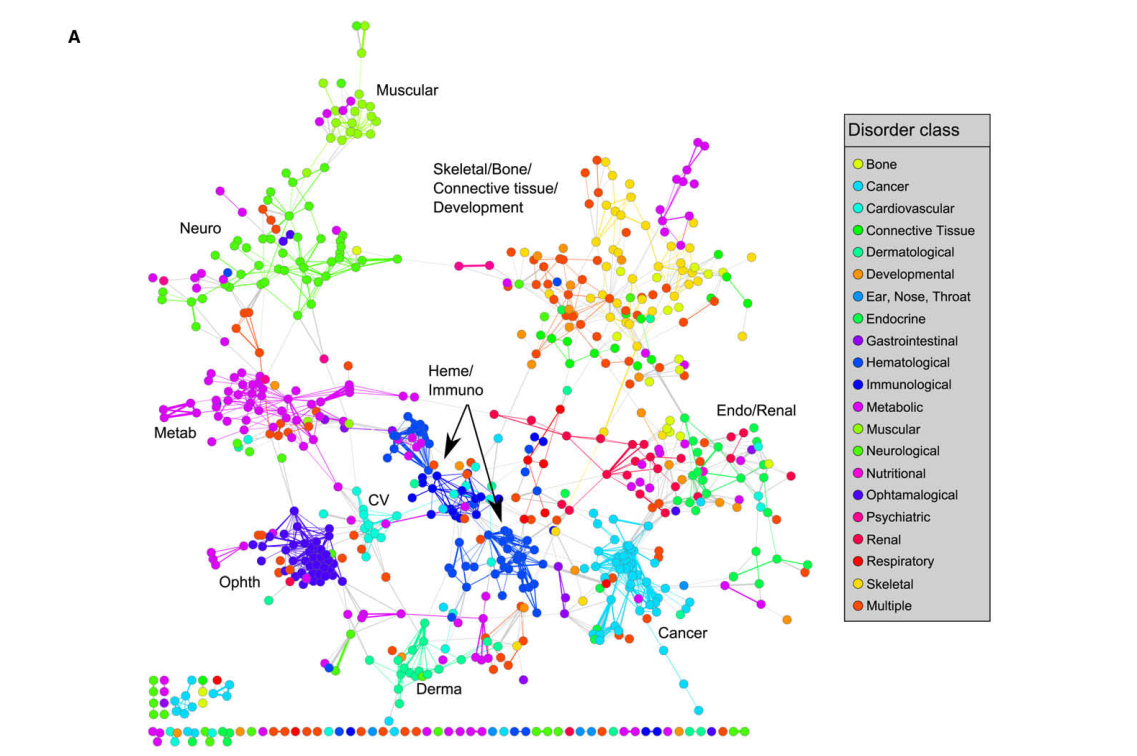 A
Muscular
Skeletal/Bone/
Connective tissue/
Development
Neuro
Heme/
Immuno
Metab
Endo/Renal
CV
Ophth
Cancer
Derma
Disorder class
Bone
Cancer
Cardiovascular
Connective Tissue
Dermatological
Developmental
Ear, Nose, Throat
Endocrine
Gastrointestinal
Hematological
Immunological
Metabolic
Muscular
Neurological
Nutritional
Ophtamalogical
Psychiatric
Renal
Respiratory
Skeletal
Multiple